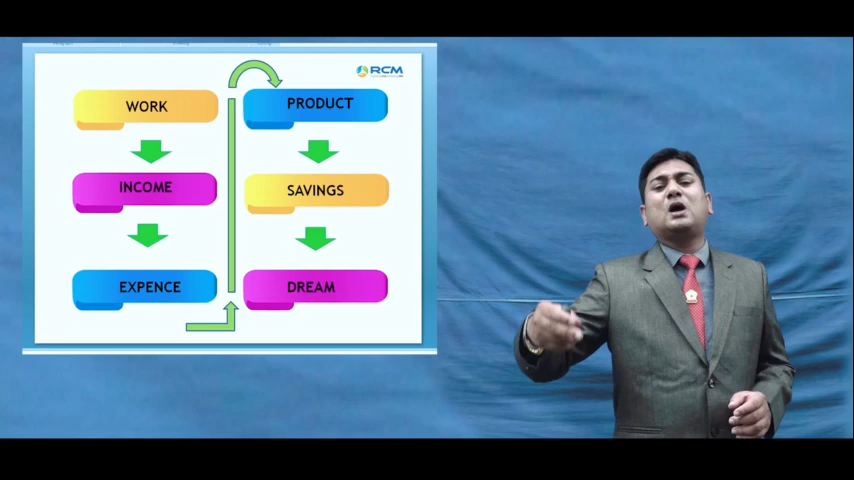 RCM
WORK
INCOME
EXPENCE
PRODUCT
SAVINGS
DREAM